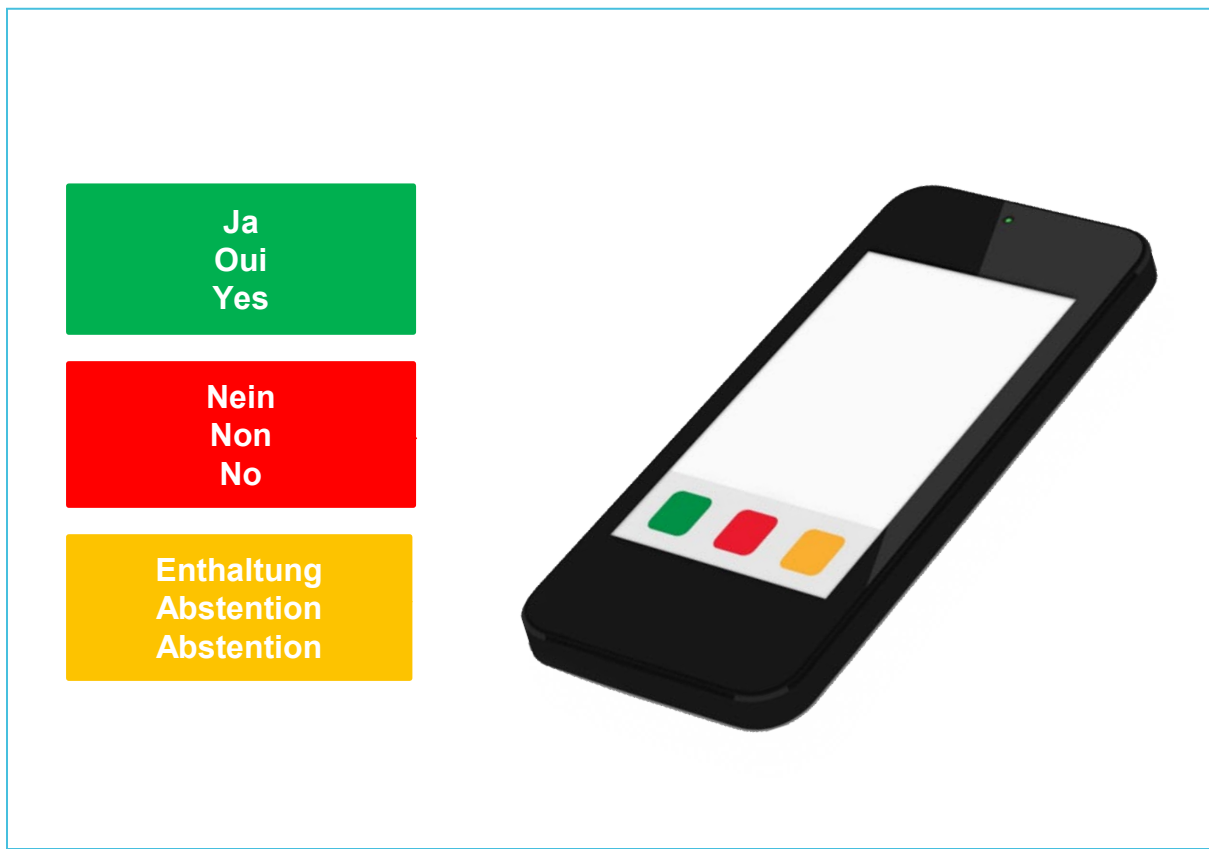 Ja
Oui
Yes
Nein
Non
No
Enthaltung
Abstention
Abstention